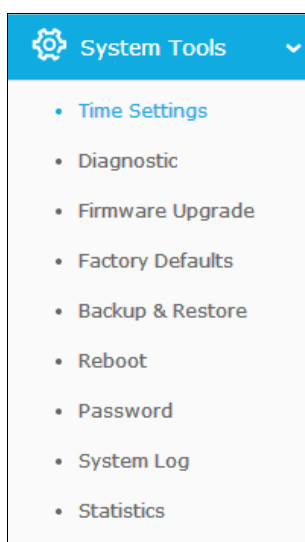 System Tools
Time Settings
Diagnostic
Firmware Upgrade
Factory Defaults
Backup & Restore
Reboot
Password
System Log
Statistics